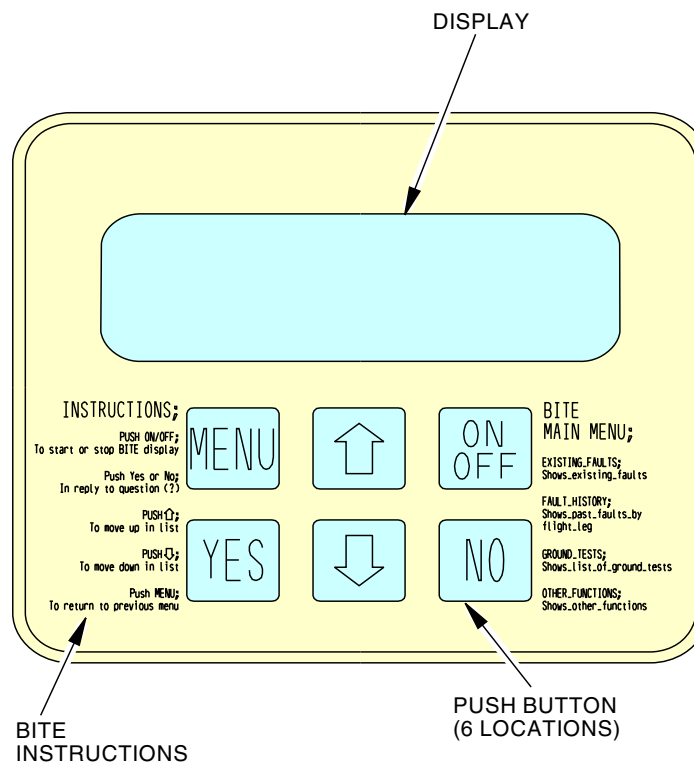 DISPLAY
INSTRUCTIONS;
PUSH ON/OFF;
To start or stop BITE display
Push Yes or No;
In reply to question (?)
PUSH⇧;
To move up in list
PUSH⇩;
To move down in list
Push MENU;
To return to previous menu
MENU
ON
OFF
YES
NO
BITE
MAIN MENU;
EXISTING_FAULTS;
Shows_existing_faults
FAULT_HISTORY;
Shows_past_faults_by
flight_leg
GROUND_TESTS;
Shows_list_of_ground_tests
OTHER_FUNCTIONS;
Shows_other_functions
BITE
INSTRUCTIONS
PUSH BUTTON
(6 LOCATIONS)